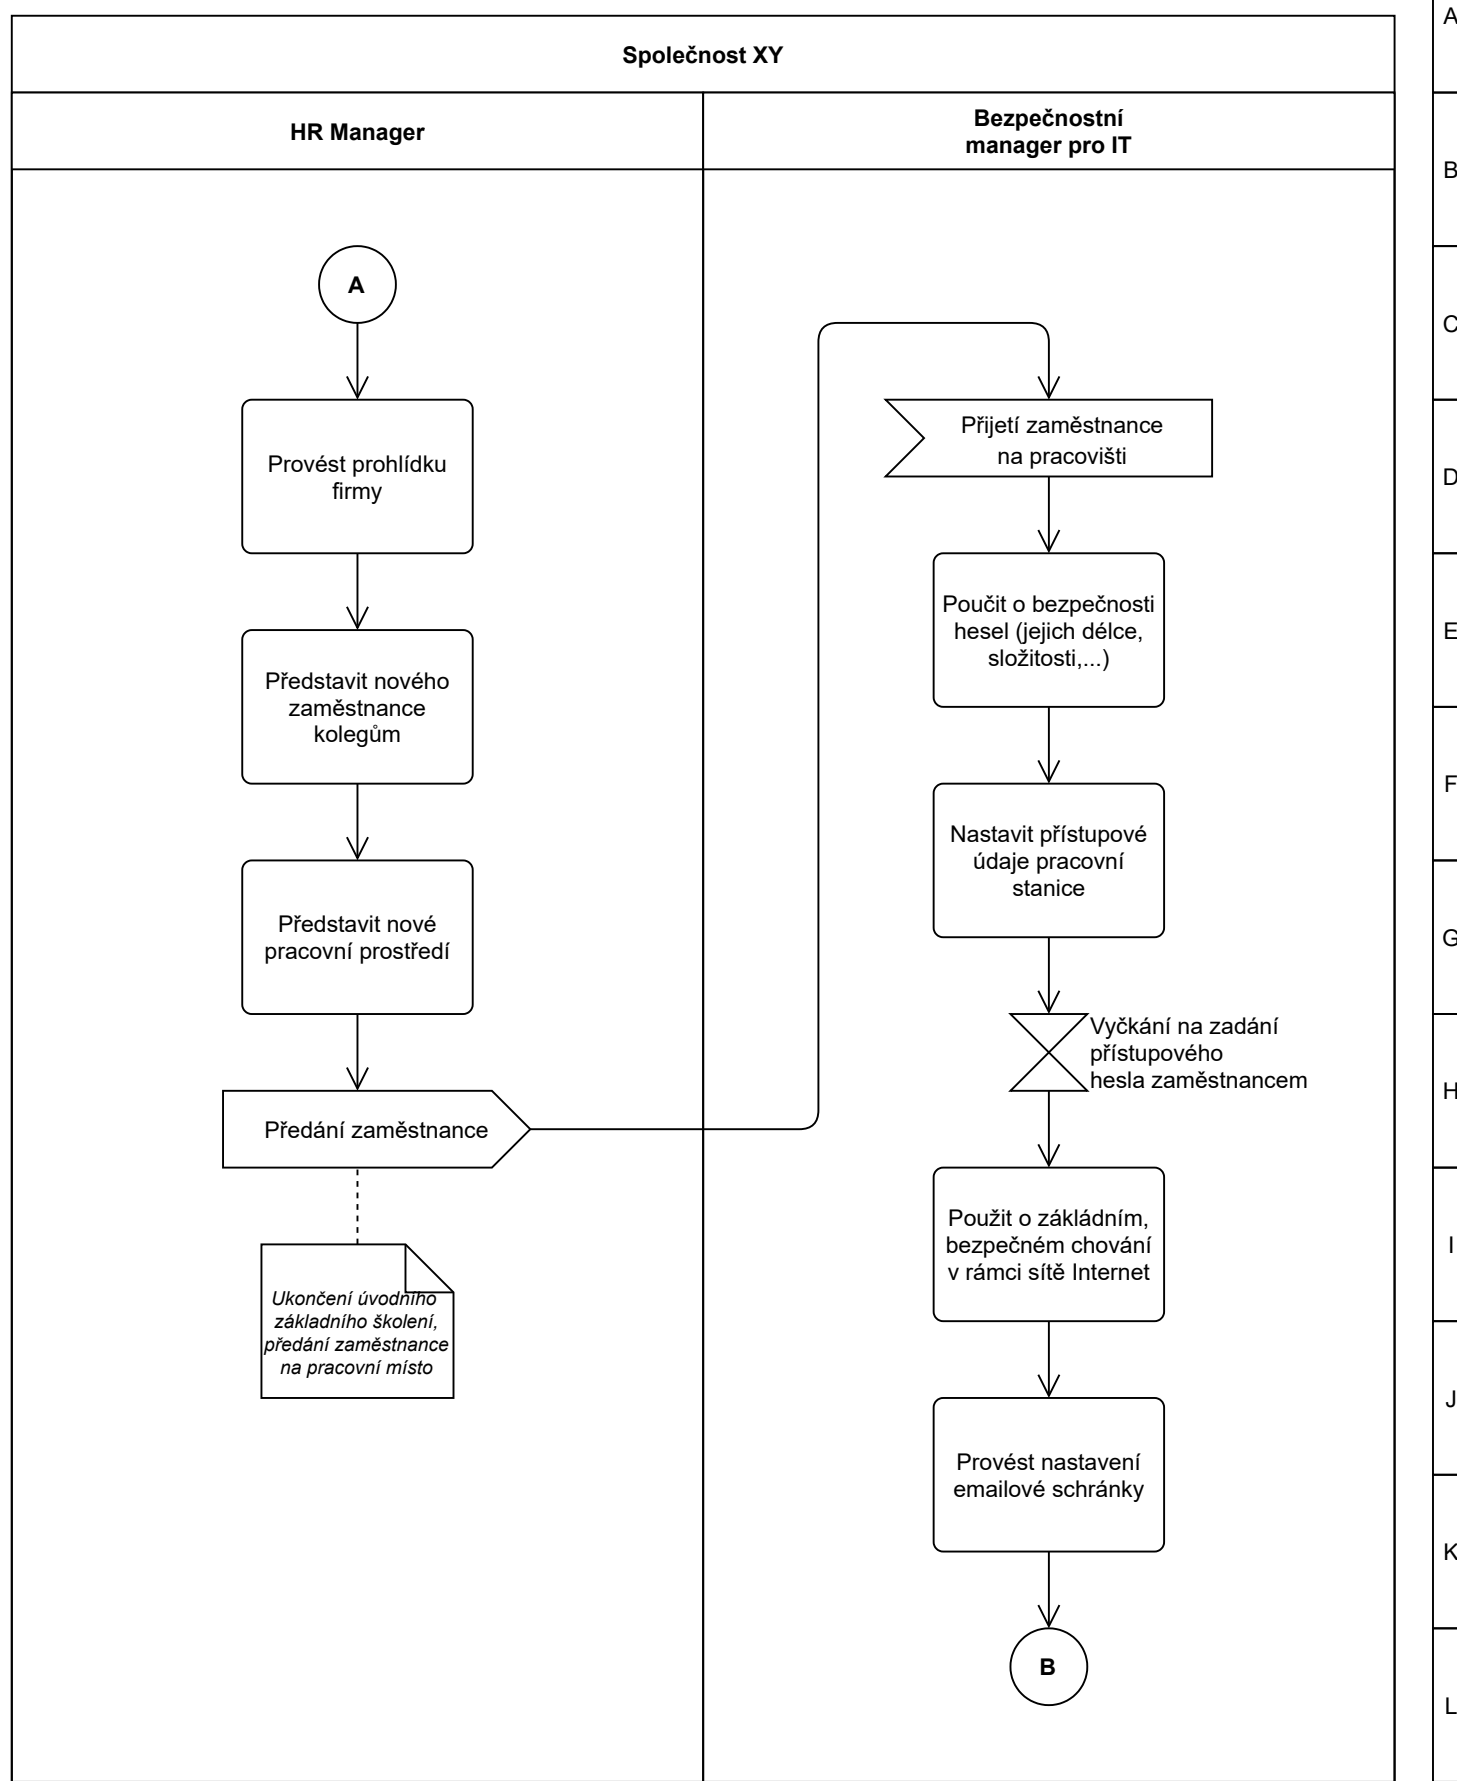 Společnost XY
HR Manager
Bezpečnostní
manager pro IT
A
Provést prohlídku
firmy
Představit nového
zaměstnance
kolegům
Představit nové
pracovní prostředí
Předání zaměstnance
Ukončení úvodního
základního školení,
předání zaměstnance
na pracovní místo
Přijetí zaměstnance
na pracovišti
Poučit o bezpečnosti
hesel (jejich délce,
složitosti,...)
Nastavit přístupové
údaje pracovní
stanice
Vyčkání na zadání
přístupového
hesla zaměstnancem
Použit o základním,
bezpečném chování
v rámci sítě Internet
Provést nastavení
emailové schránky
B
A
B
C
D
E
F
G
H
I
J
K
L